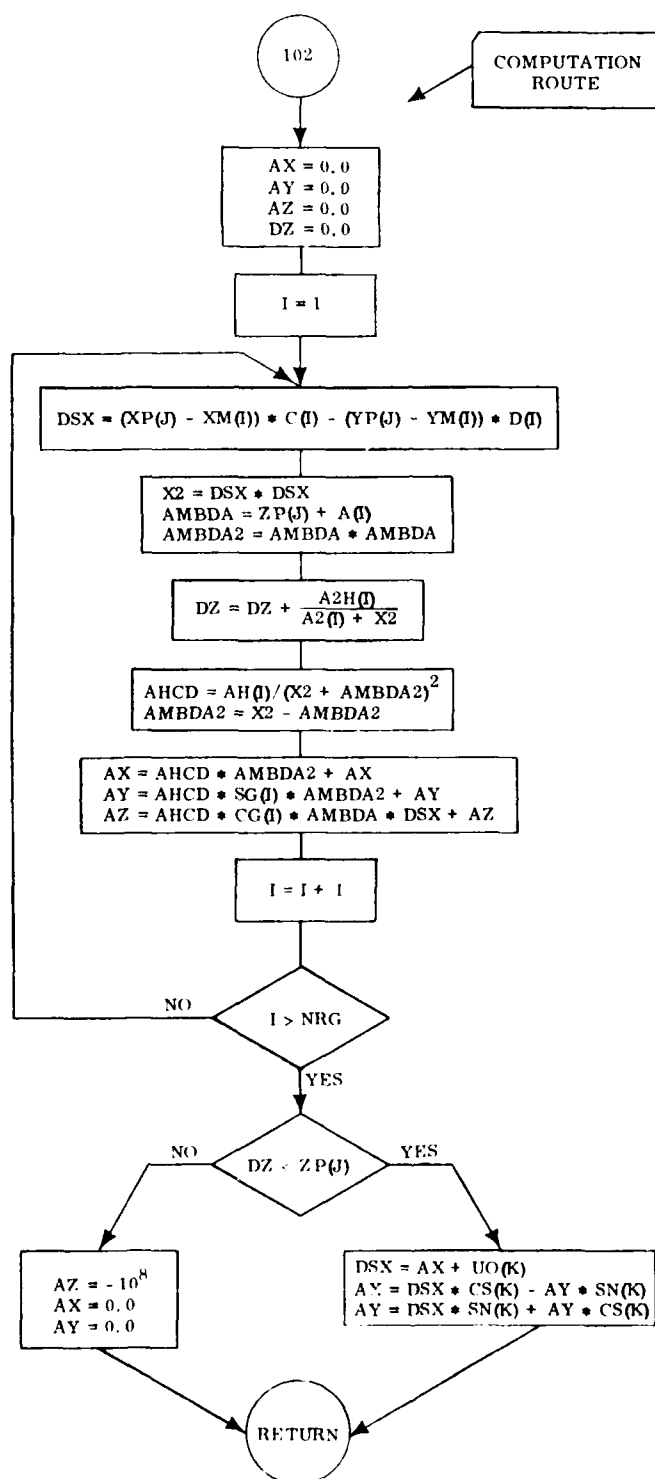 102
COMPUTATION
ROUTE
AX = 0.0
AY = 0.0
AZ = 0.0
DZ = 0.0
I = 1
DSX = (XP(J) - XM(I)) * C(I) - (YP(J) - YM(I)) * D(I)
X2 = DSX * DSX
AMBDA = ZP(J) + A(I)
AMBDA2 = AMBDA * AMBDA
DZ = DZ + A2H(I) / A2(I) + X2
AHCD = AH(I)/(X2 + AMBDA2)²
AMBDA2 = X2 - AMBDA2
AX = AHCD * AMBDA2 + AX
AY = AHCD * SG(I) * AMBDA2 + AY
AZ = AHCD * CG(I) * AMBDA * DSX + AZ
I = I + 1
NO
I > NRG
YES
NO
DZ < ZP(J)
YES
AZ = -10⁸
AX = 0.0
AY = 0.0
DSX = AX + UO(K)
= DSX * CS(K) - AY * SN(K)
AY = DSX * SN(K) + AY * CS(K)
RETURN